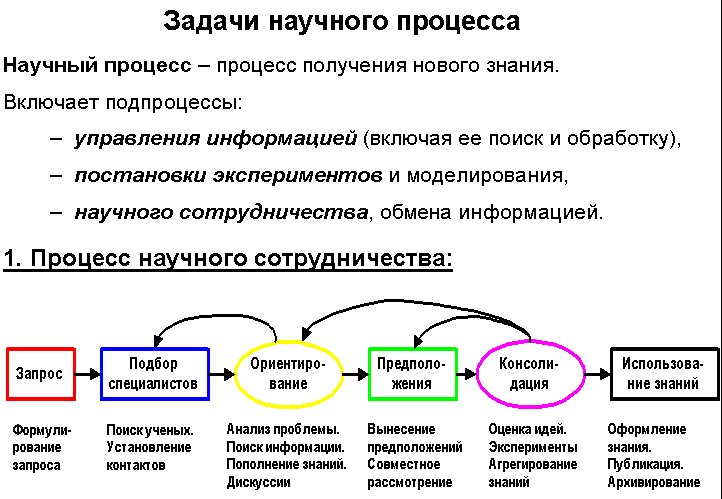 Задачи научного процесса
Научный процесс – процесс получения нового знания.
Включает подпроцессы:
– управления информацией (включая ее поиск и обработку),
– постановки экспериментов и моделирования,
– научного сотрудничества, обмена информацией.
1. Процесс научного сотрудничества:
Запрос
Подбор
специалистов
Ориентиро-
вание
Предполо-
жения
Консоли-
дация
Использова-
ние знаний
Формули-
рование
запроса
Поиск ученых.
Установление
контактов
Анализ проблемы.
Поиск информации.
Пополнение знаний.
Дискуссии
Вынесение
предположений
Совместное
рассмотрение
Оценка идей.
Эксперименты
Агрегирование
знаний
Оформление
знания.
Публикация.
Архивирование